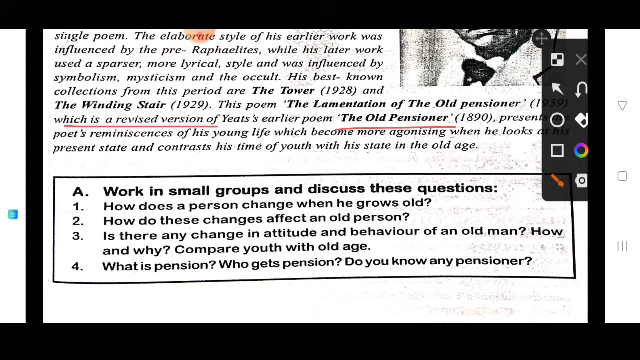 single poem. The elaborate style of his earlier work was
influenced by the pre- Raphaelites, while his later work
used a sparser, more lyrical, style and was influenced by
symbolism, mysticism and the occult. His best- known
collections from this period are The Tower (1928) and
The Winding Stair (1929). This poem 'The Lamentation of The Old pensioner' (1939)
which is a revised version of Yeats's earlier poem 'The Old Pensioner' (1890), presents
poet's reminiscences of his young life which become more agonising when he looks at his
present state and contrasts his time of youth with his state in the old age.
A. Work in small groups and discuss these questions:
1. How does a person change when he grows old?
2. How do these changes affect an old person?
3. Is there any change in attitude and behaviour of an old man? How
and why? Compare youth with old age.
4. What is pension? Who gets pension? Do you know any pensioner?